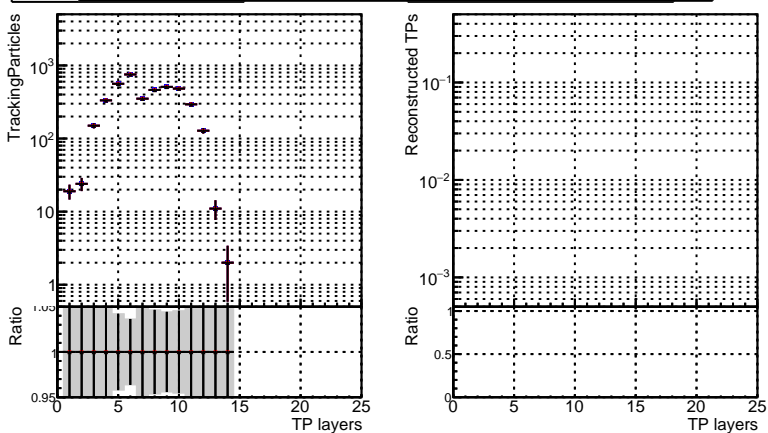 TrackingParticles
10³
10²
10
1
Ratio
1.05
1
0.95
0 5 10 15 20 25
TP layers
Reconstructed TPs
10⁻¹
10⁻²
10⁻³
Ratio
1
0.5
0
0 5 10 15 20 25
TP layers